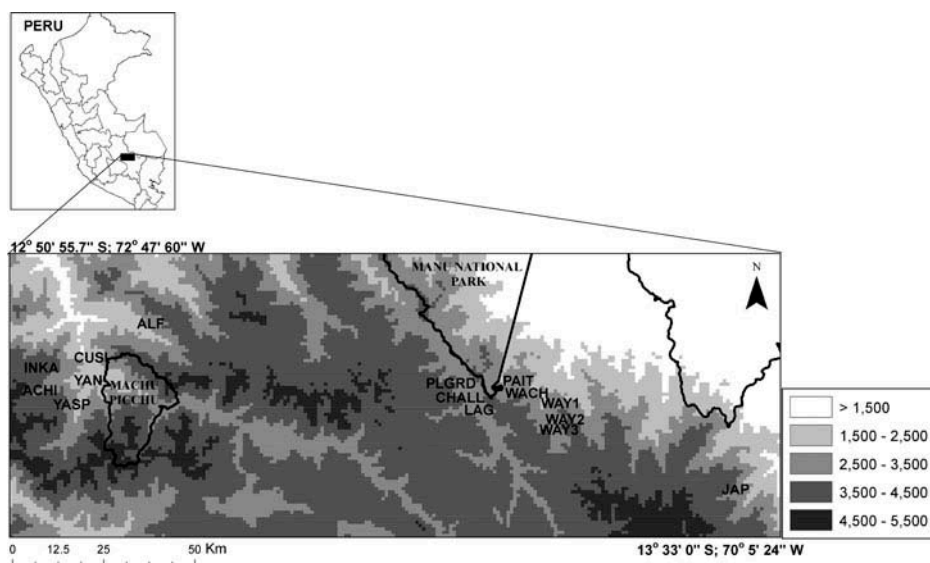 PERU
12° 50' 55.7" S; 72° 47' 60" W
MANU NATIONAL
PARK
N
ALF
CUSI
INKA
YAN
ACHI
YASP
MACHU
PICCHU
PLGRD
PAIT
CHALL
WACH
LAG
WAY1
WAY2
WAY3
JAP
> 1,500
1,500 - 2,500
2,500 - 3,500
3,500 - 4,500
4,500 - 5,500
0 12.5 25 50 Km
13° 33' 0" S; 70° 5' 24" W